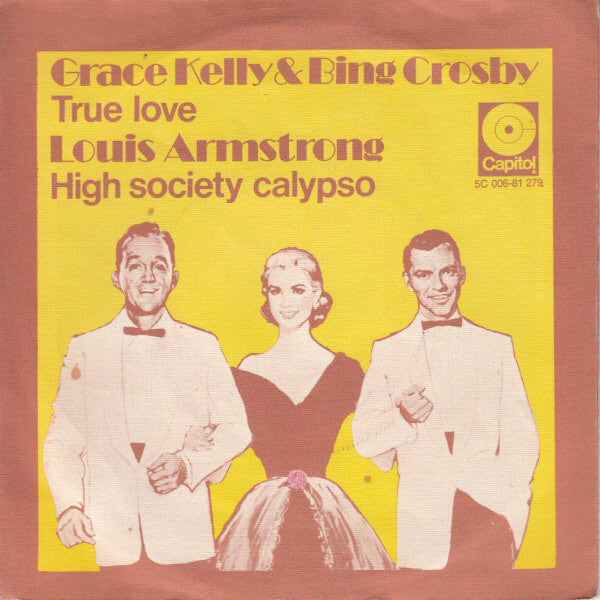 Grace Kelly & Bing Crosby
True love
Louis Armstrong
High society calypso
Capitol
5C 006-81 279.